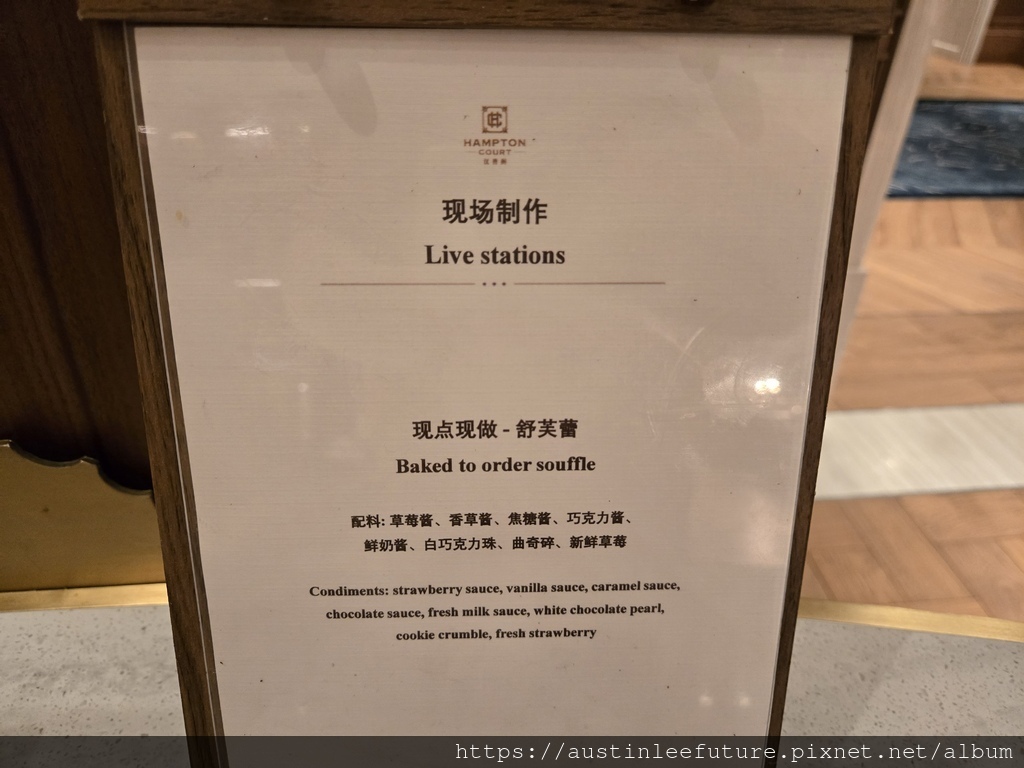 HAMPTON
COURT
现场制作
Live stations
现点现做 - 舒芙蕾
Baked to order souffle
配料: 草莓酱、香草酱、焦糖酱、巧克力酱、
鲜奶酱、白巧克力珠、曲奇碎、新鲜草莓
Condiments: strawberry sauce, vanilla sauce, caramel sauce,
chocolate sauce, fresh milk sauce, white chocolate pearl,
cookie crumble, fresh strawberry
https://austinleefuture.pixnet.net/album